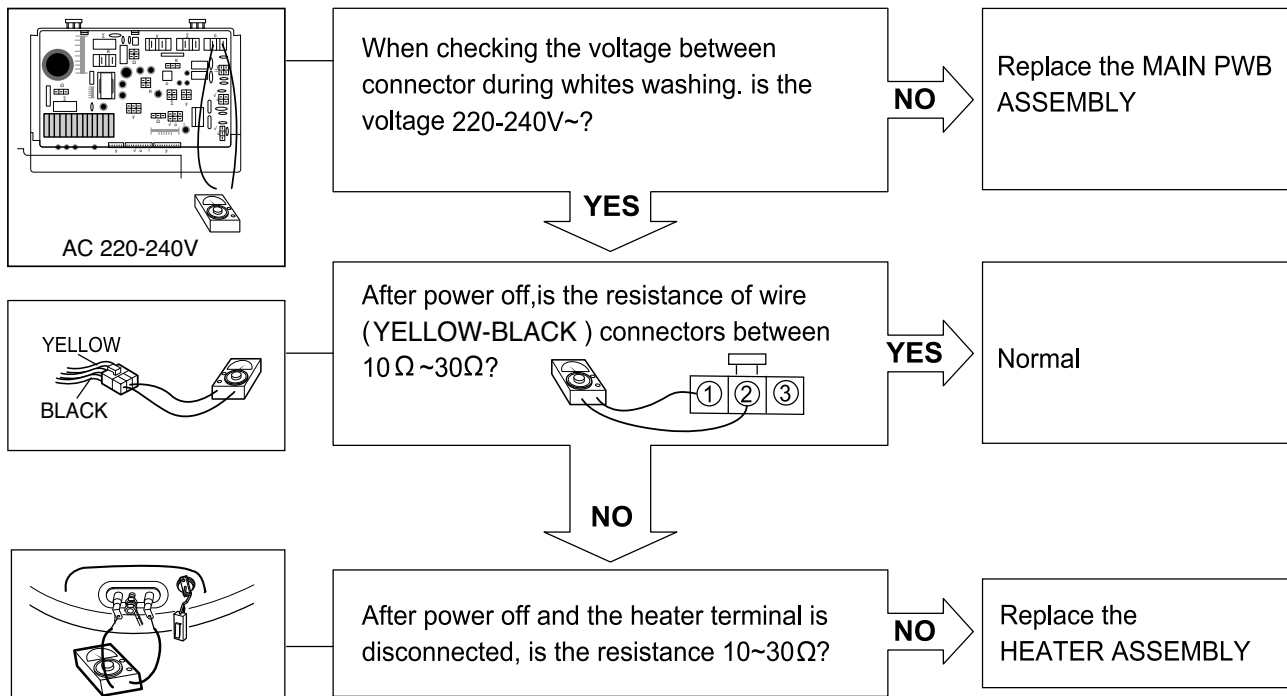 AC 220-240V
When checking the voltage between
connector during whites washing. is the
voltage 220-240V~?
NO
Replace the MAIN PWB
ASSEMBLY
YES
YELLOW
BLACK
After power off,is the resistance of wire
(YELLOW-BLACK ) connectors between
10Ω~30Ω?
1 2 3
YES
Normal
NO
After power off and the heater terminal is
disconnected, is the resistance 10~30Ω?
NO
Replace the
HEATER ASSEMBLY